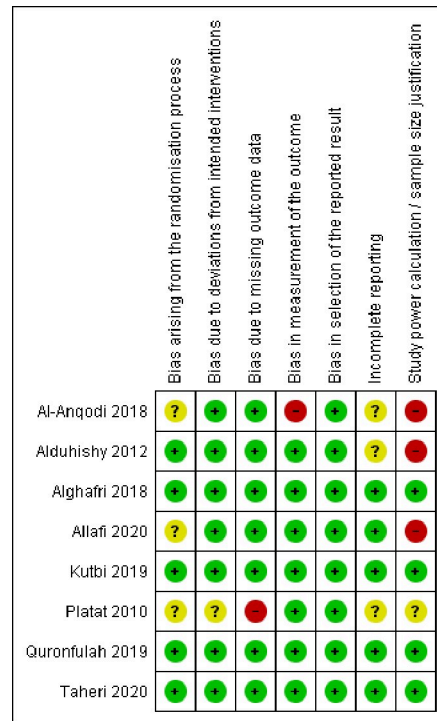 Bias arising from the randomisation process
Bias due to deviations from intended interventions
Bias due to missing outcome data
Bias in measurement of the outcome
Bias in selection of the reported result
Incomplete reporting
Study power calculation / sample size justification
Al-Anqodi 2018 ? + + - + ? -
Alduhishy 2012 + + + + + ? -
Alghafri 2018 + + + + + + +
Allafi 2020 ? + + + + + -
Kutbi 2019 + + + + + + +
Platat 2010 ? ? - + + ? ?
Quronfulah 2019 + + + + + + +
Taheri 2020 + + + + + + +